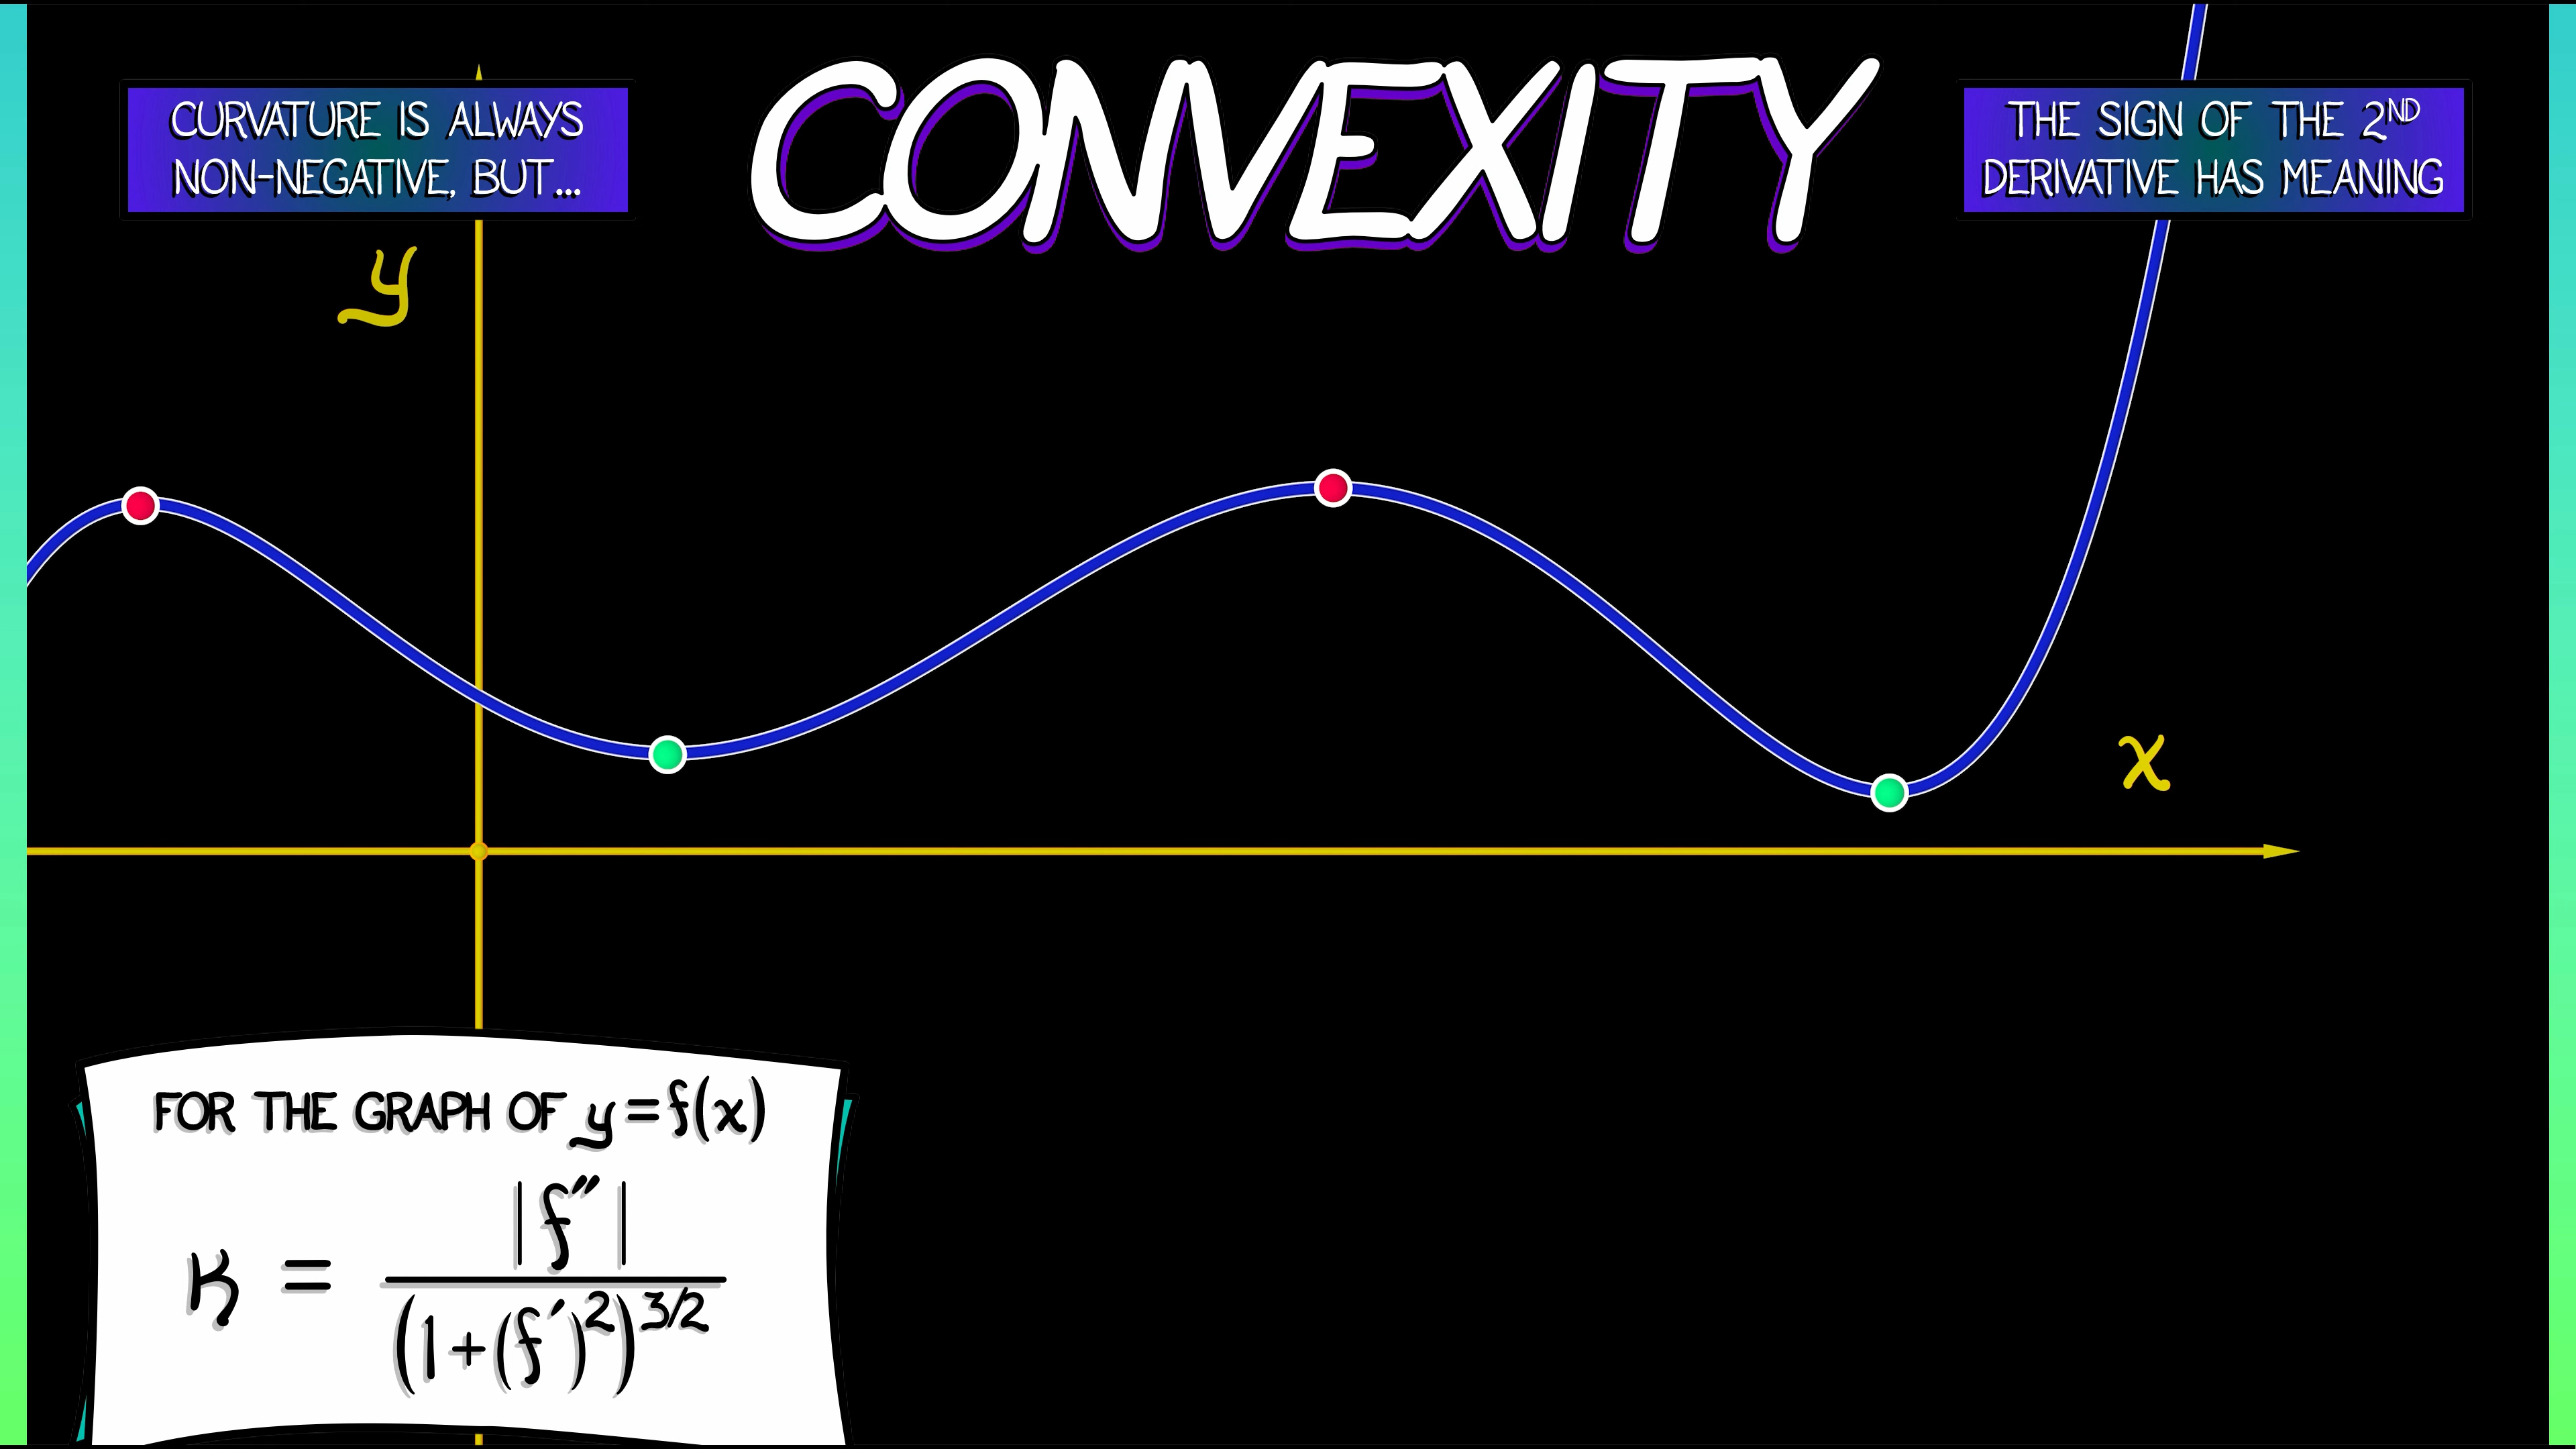 CONVEXITY
CURVATURE IS ALWAYS
NON-NEGATIVE, BUT...
THE SIGN OF THE 2ND
DERIVATIVE HAS MEANING
y
x
FOR THE GRAPH OF y = f(x)
κ = |f″| / (1+(f′)²)^3/2